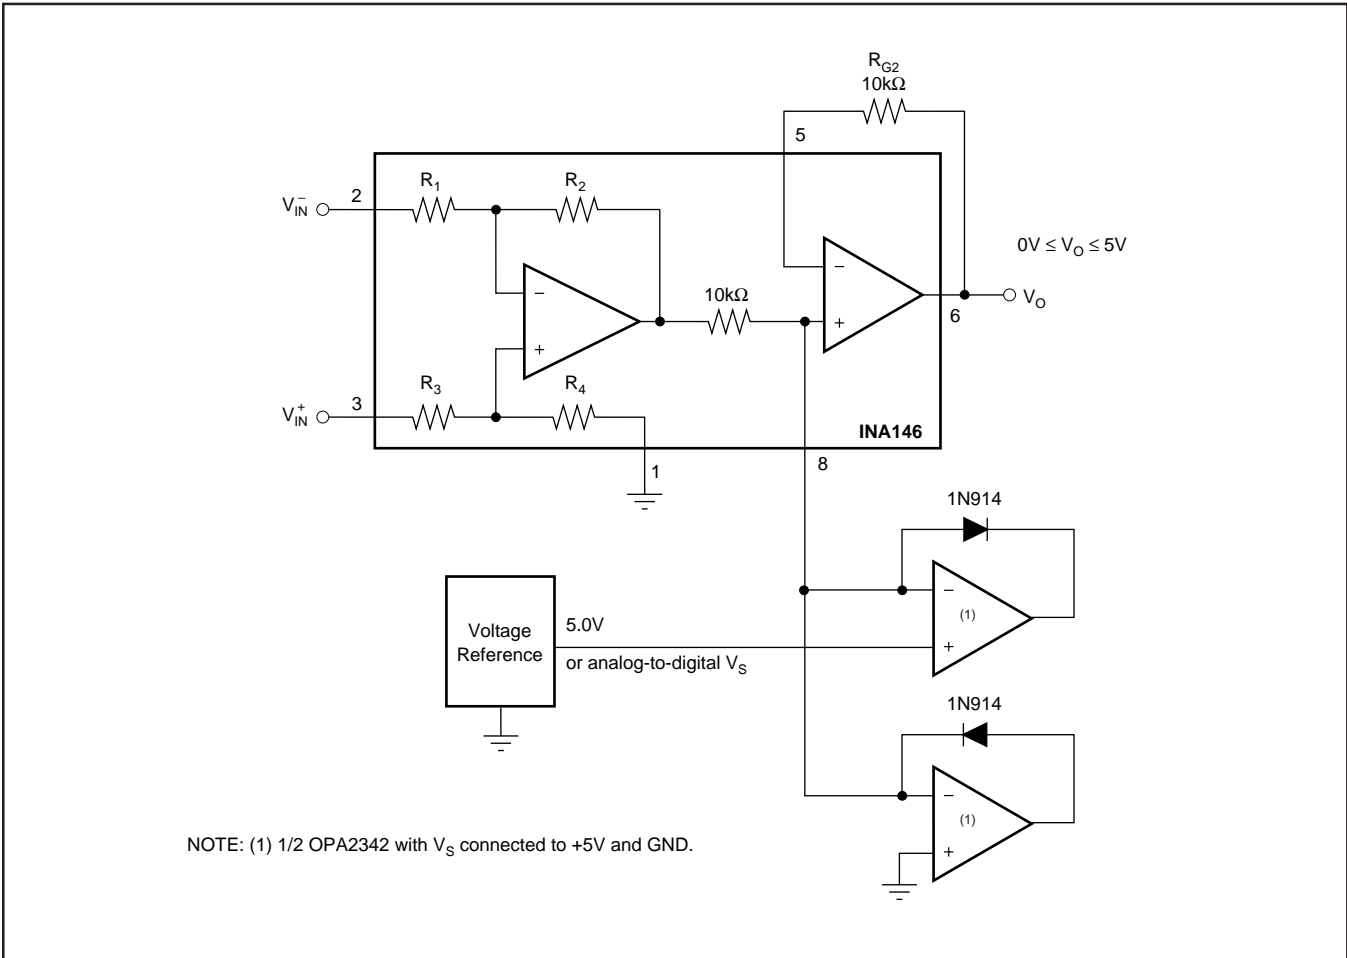 R_G2
10kΩ
5
V_IN^–
2
R_1
R_2
–
+
10kΩ
–
+
0V ≤ V_O ≤ 5V
V_O
6
V_IN^+
3
R_3
R_4
INA146
1
8
1N914
–
(1)
+
Voltage
Reference
5.0V
or analog-to-digital V_S
1N914
–
(1)
+
NOTE: (1) 1/2 OPA2342 with V_S connected to +5V and GND.